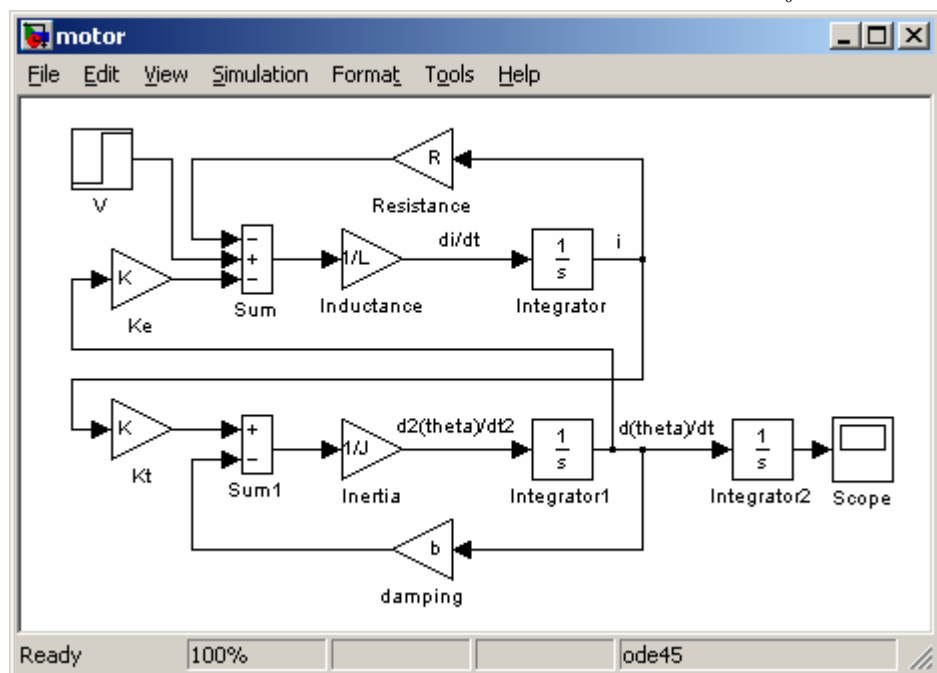 0
motor
File Edit View Simulation Format Tools Help
V
R
Resistance
− + −
K
Ke
Sum
1/L
Inductance
di/dt
1
s
Integrator
i
K
Kt
+ −
Sum1
1/J
Inertia
d2(theta)/dt2
1
s
Integrator1
d(theta)/dt
1
s
Integrator2
Scope
b
damping
Ready 100% ode45